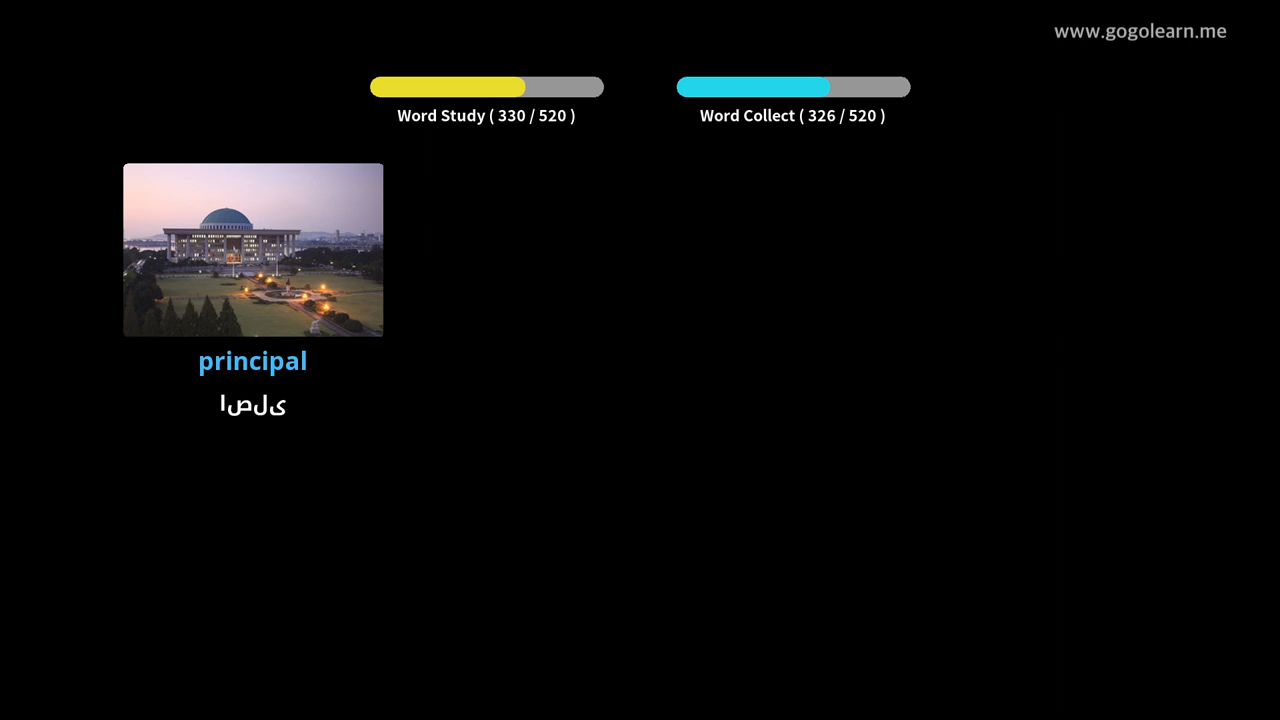 www.gogolearn.me
Word Study ( 330 / 520 )
Word Collect ( 326 / 520 )
principal
اصلی